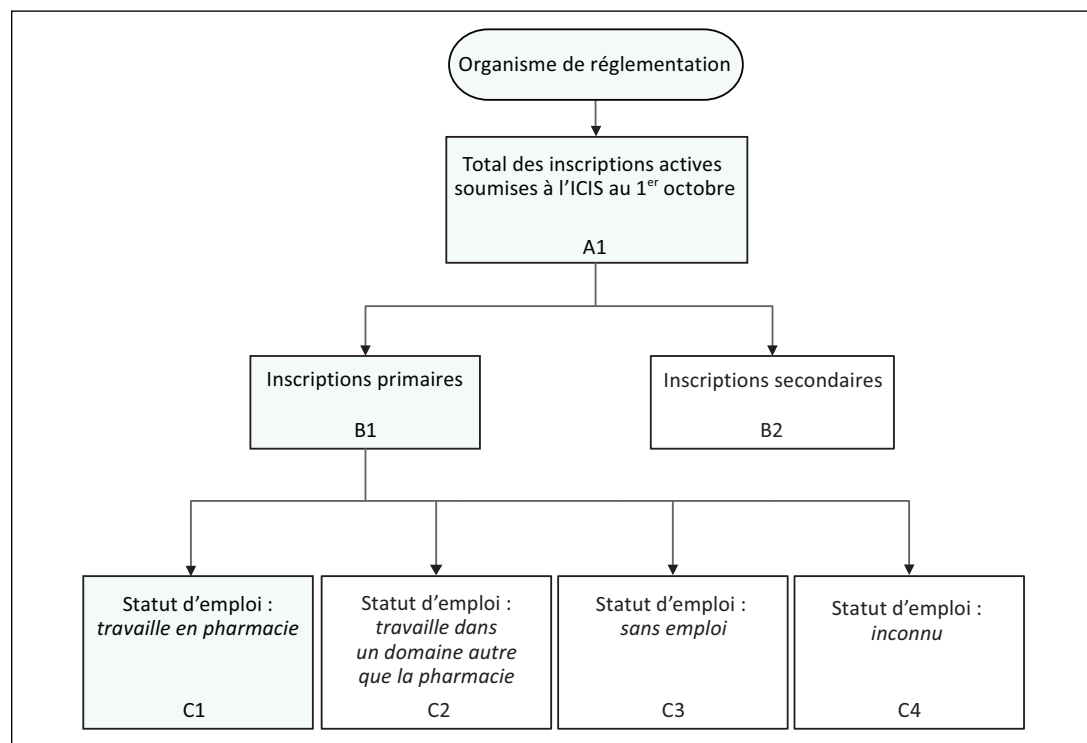 Organisme de réglementation
Total des inscriptions actives
soumises à l’ICIS au 1er octobre
A1
Inscriptions primaires
B1
Inscriptions secondaires
B2
Statut d’emploi :
travaille en pharmacie
C1
Statut d’emploi :
travaille dans
un domaine autre
que la pharmacie
C2
Statut d’emploi :
sans emploi
C3
Statut d’emploi :
inconnu
C4